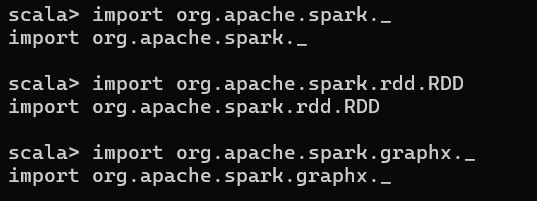 scala> import org.apache.spark._
import org.apache.spark._
scala> import org.apache.spark.rdd.RDD
import org.apache.spark.rdd.RDD
scala> import org.apache.spark.graphx._
import org.apache.spark.graphx._